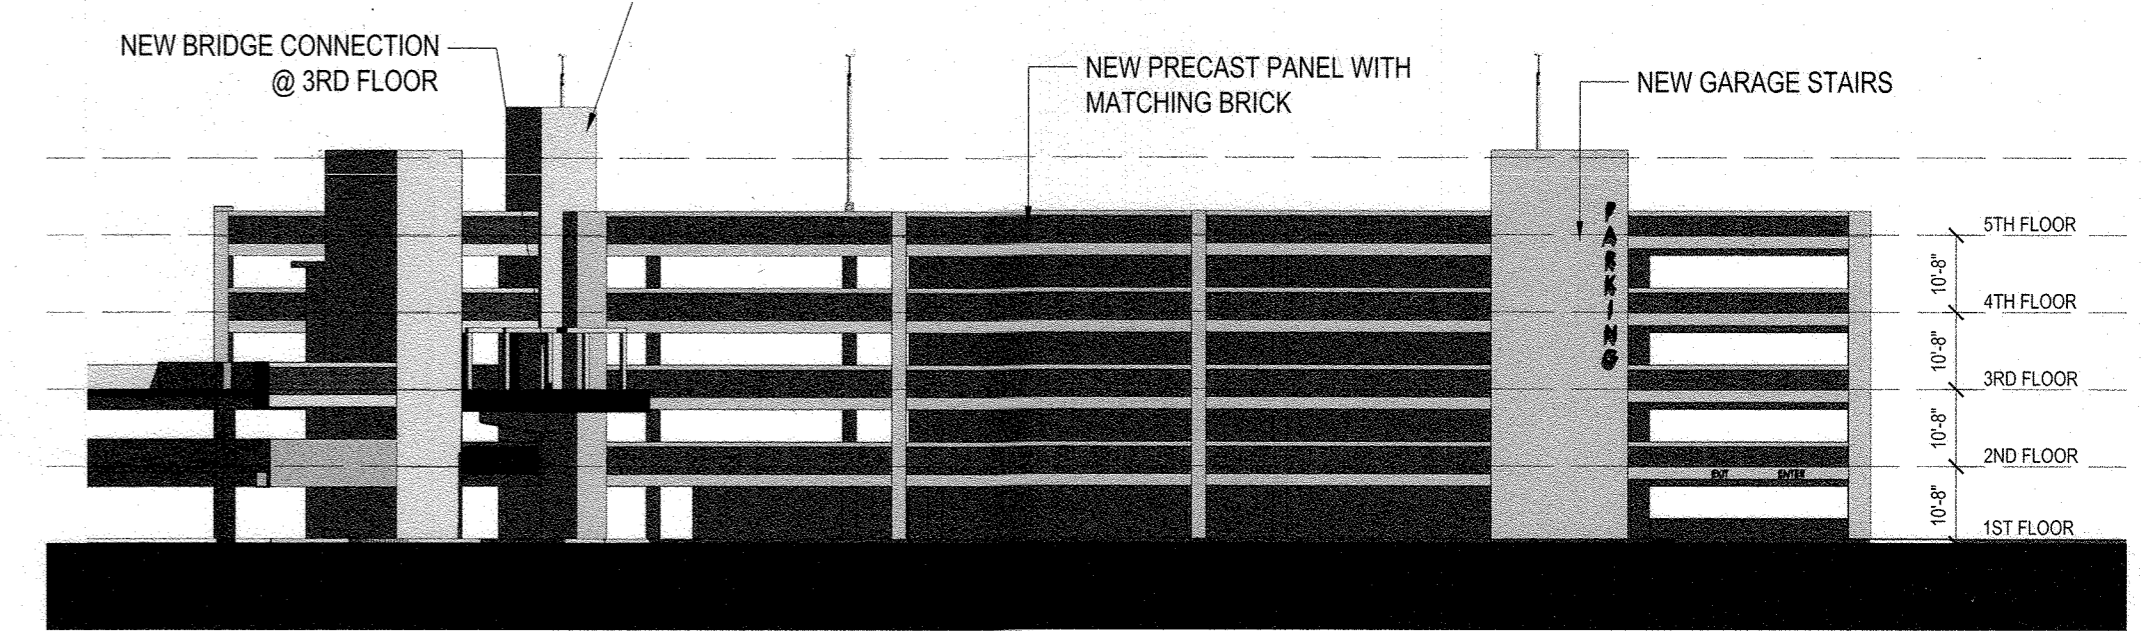 NEW BRIDGE CONNECTION
@ 3RD FLOOR
NEW PRECAST PANEL WITH
MATCHING BRICK
NEW GARAGE STAIRS
PARKING
5TH FLOOR
10'-8"
4TH FLOOR
10'-8"
3RD FLOOR
10'-8"
2ND FLOOR
EXIT ENTER
10'-8"
1ST FLOOR